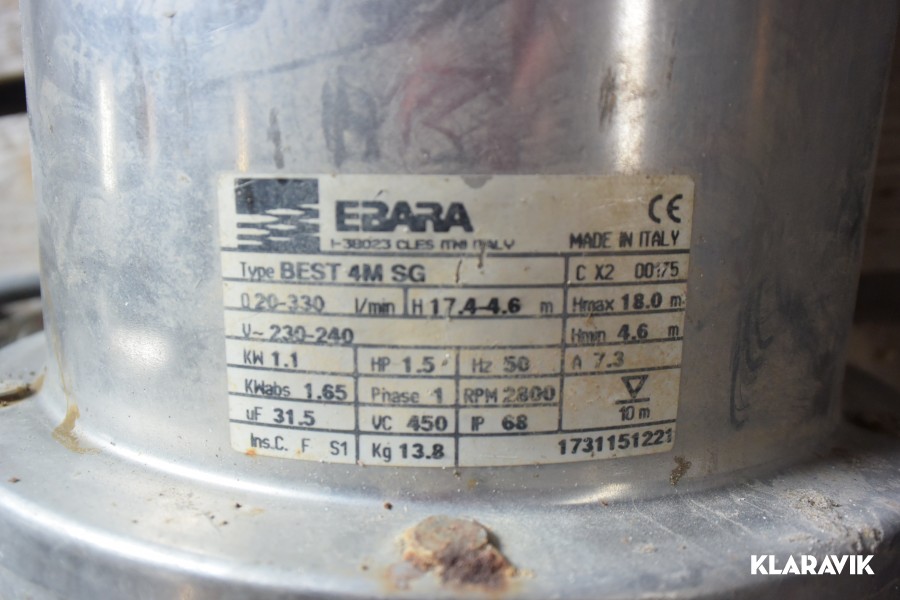 EBARA
CE
I-38023 CLES (TN) ITALY
MADE IN ITALY
Type BEST 4M SG
C X2 00175
Q 20-330 l/min H 17.4-4.6 m Hmax 18.0 m
V~ 230-240 Hmin 4.6 m
KW 1.1 HP 1.5 Hz 50 A 7.3
KWabs 1.65 Phase 1 RPM 2800
uF 31.5 VC 450 IP 68 10 m
Ins.C. F S1 Kg 13.8 1731151221
KLARAVIK